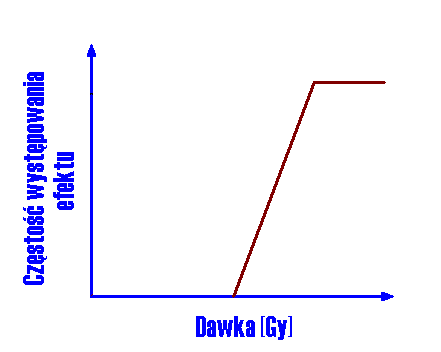 Częstość występowania
efektu
Dawka [Gy]